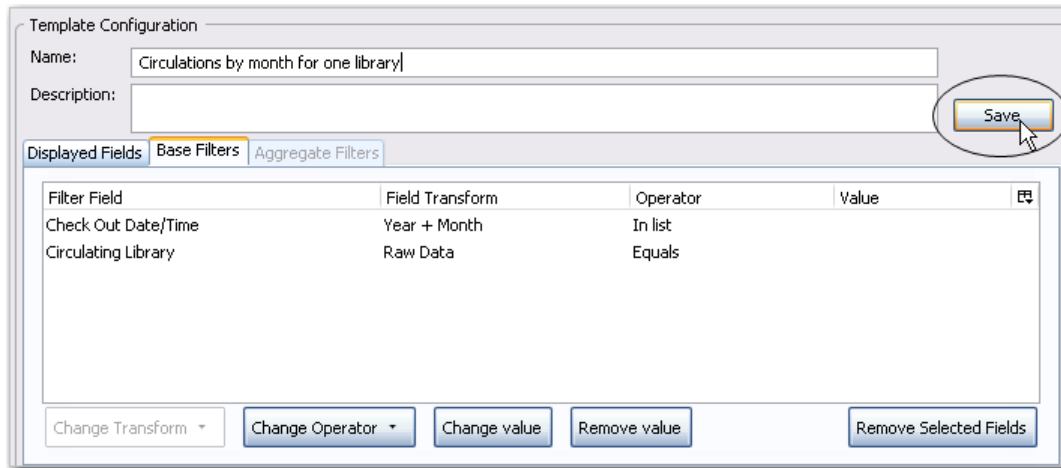 Template Configuration
Name: Circulations by month for one library
Description:
Save
Displayed Fields Base Filters Aggregate Filters
Filter Field Field Transform Operator Value
Check Out Date/Time Year + Month In list
Circulating Library Raw Data Equals
Change Transform Change Operator Change value Remove value Remove Selected Fields